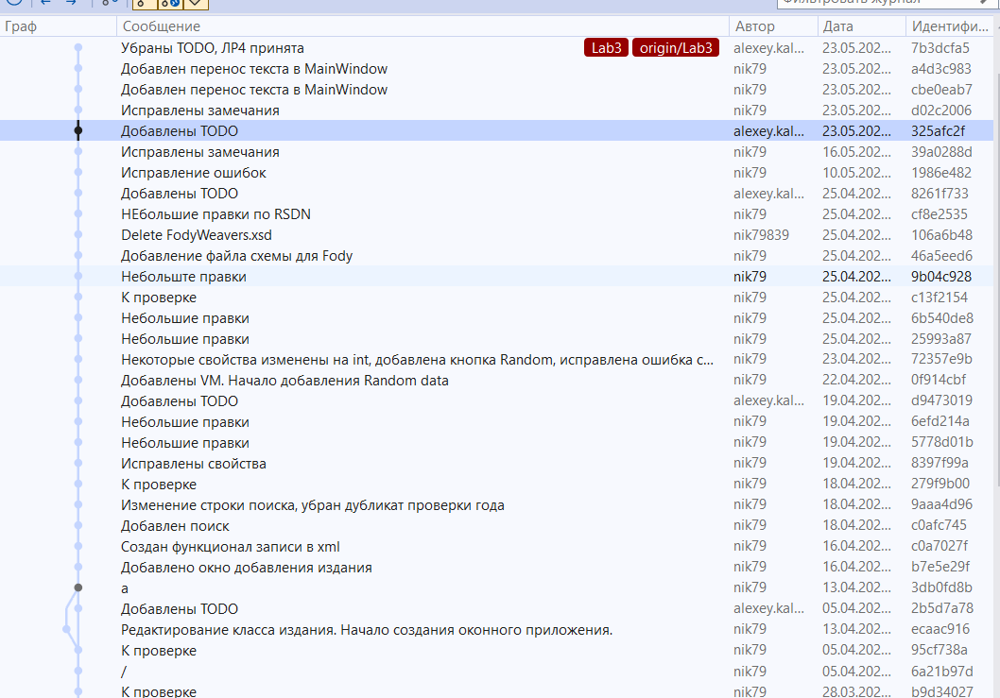 Фильтровать журнал
Граф Сообщение Автор Дата Идентифи...
Убраны TODO, ЛР4 принята Lab3 origin/Lab3 alexey.kal... 23.05.202... 7b3dcfa5
Добавлен перенос текста в MainWindow nik79 23.05.202... a4d3c983
Добавлен перенос текста в MainWindow nik79 23.05.202... cbe0eab7
Исправлены замечания nik79 23.05.202... d02c2006
Добавлены TODO alexey.kal... 23.05.202... 325afc2f
Исправлены замечания nik79 16.05.202... 39a0288d
Исправление ошибок nik79 10.05.202... 1986e482
Добавлены TODO alexey.kal... 25.04.202... 8261f733
НЕбольшие правки по RSDN nik79 25.04.202... cf8e2535
Delete FodyWeavers.xsd nik79839 25.04.202... 106a6b48
Добавление файла схемы для Fody nik79 25.04.202... 46a5eed6
Небольште правки nik79 25.04.202... 9b04c928
К проверке nik79 25.04.202... c13f2154
Небольшие правки nik79 25.04.202... 6b540de8
Небольшие правки nik79 25.04.202... 25993a87
Некоторые свойства изменены на int, добавлена кнопка Random, исправлена ошибка с... nik79 23.04.202... 72357e9b
Добавлены VM. Начало добавления Random data nik79 22.04.202... 0f914cbf
Добавлены TODO alexey.kal... 19.04.202... d9473019
Небольшие правки nik79 19.04.202... 6efd214a
Небольшие правки nik79 19.04.202... 5778d01b
Исправлены свойства nik79 19.04.202... 8397f99a
К проверке nik79 18.04.202... 279f9b00
Изменение строки поиска, убран дубликат проверки года nik79 18.04.202... 9aaa4d96
Добавлен поиск nik79 18.04.202... c0afc745
Создан функционал записи в xml nik79 16.04.202... c0a7027f
Добавлено окно добавления издания nik79 16.04.202... b7e5e29f
а nik79 13.04.202... 3db0fd8b
Добавлены TODO alexey.kal... 05.04.202... 2b5d7a78
Редактирование класса издания. Начало создания оконного приложения. nik79 13.04.202... ecaac916
К проверке nik79 05.04.202... 95cf738a
/ nik79 05.04.202... 6a21b97d
К проверке nik79 28.03.202... b9d34027